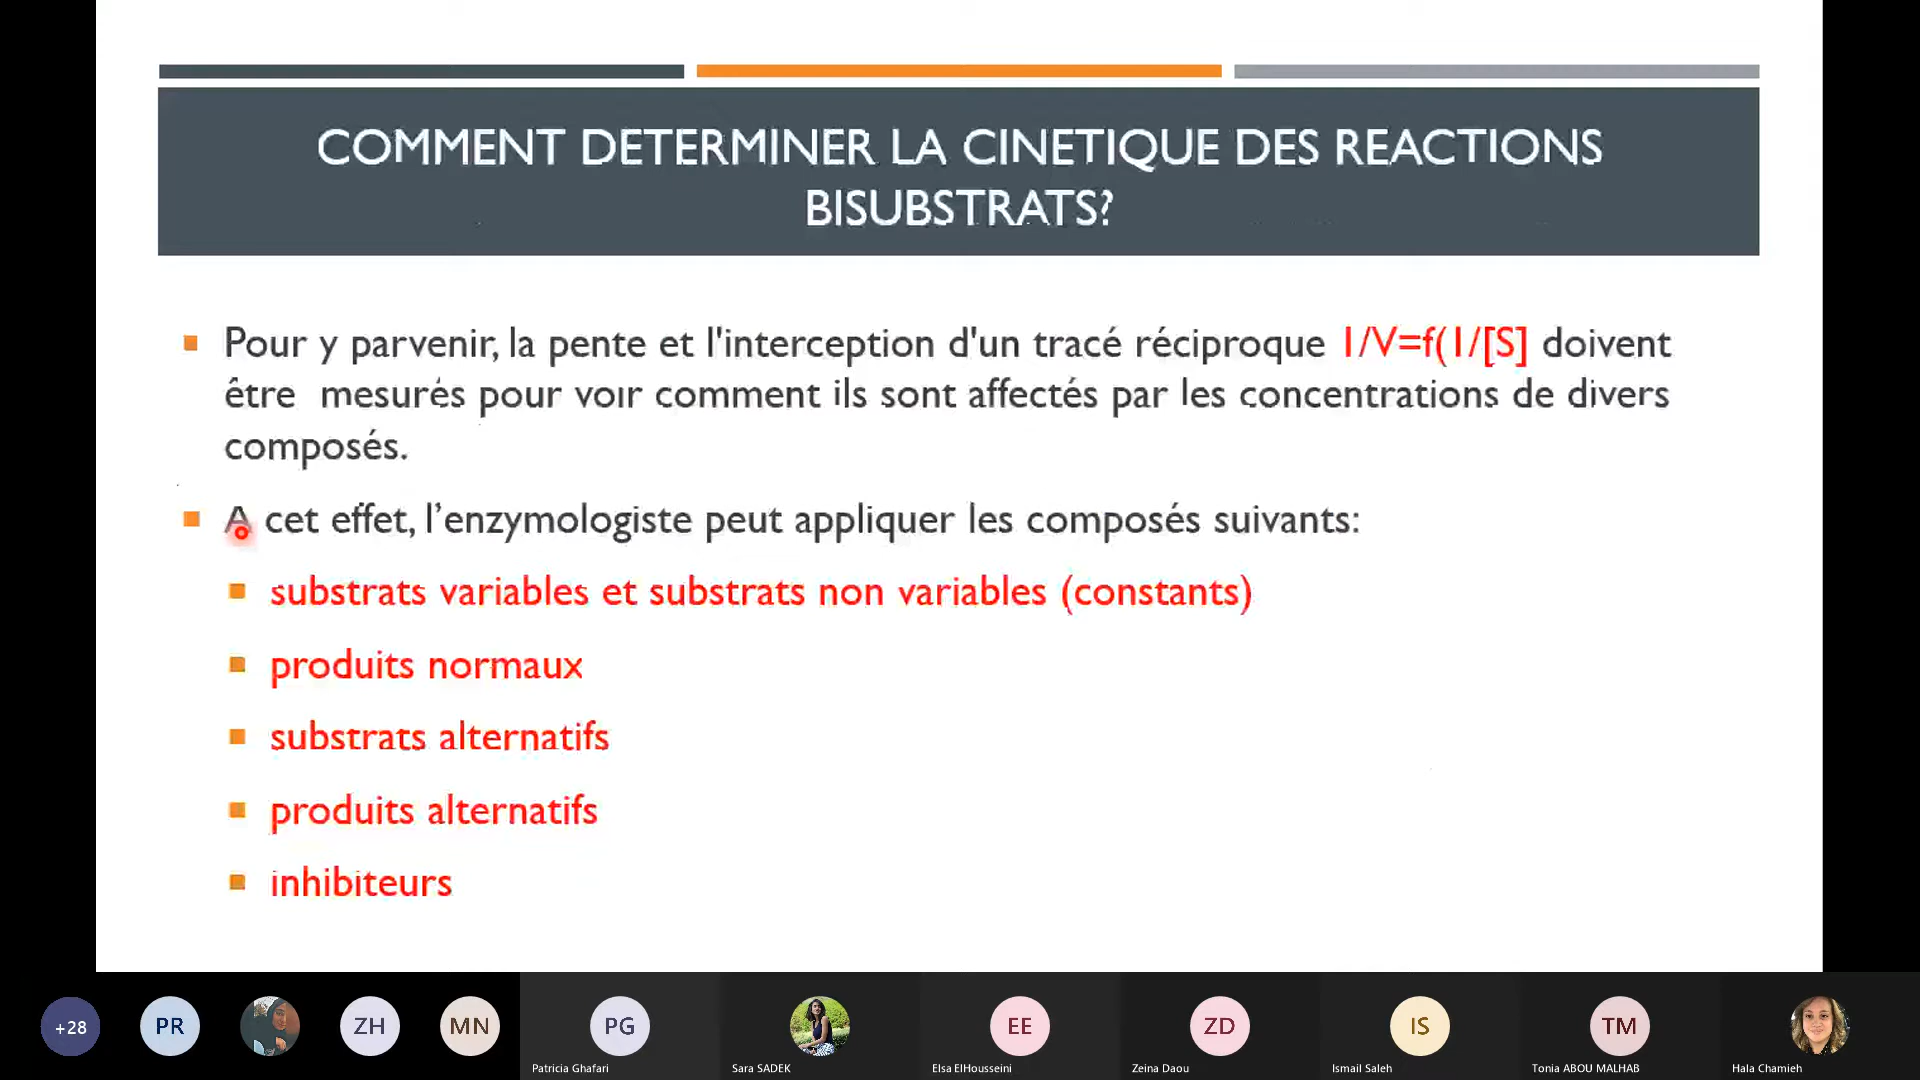 COMMENT DETERMINER LA CINETIQUE DES REACTIONS
BISUBSTRATS?
Pour y parvenir, la pente et l'interception d'un tracé réciproque 1/V=f(1/[S] doivent
être mesurés pour voir comment ils sont affectés par les concentrations de divers
composés.
A cet effet, l’enzymologiste peut appliquer les composés suivants:
substrats variables et substrats non variables (constants)
produits normaux
substrats alternatifs
produits alternatifs
inhibiteurs
+28 PR ZH MN PG EE ZD IS TM
Patricia Ghafari Sara SADEK Elsa ElHousseini Zeina Daou Ismail Saleh Tonia ABOU MALHAB Hala Chamieh